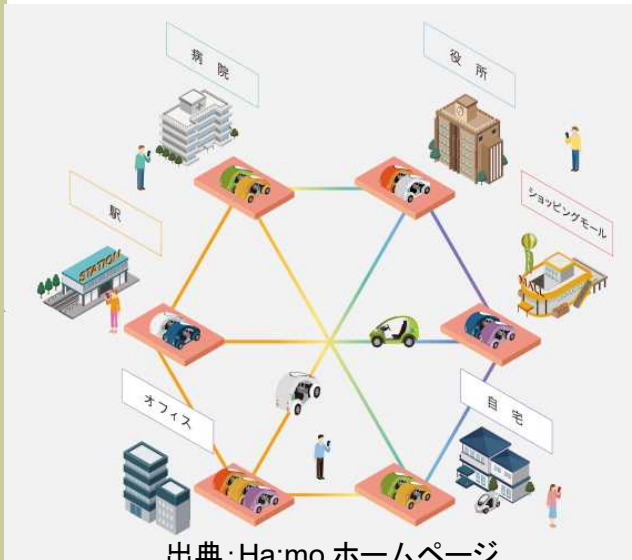 病院
役所
駅
ショッピングモール
STATION
オフィス
自宅
出典：Ha:mo ホームページ